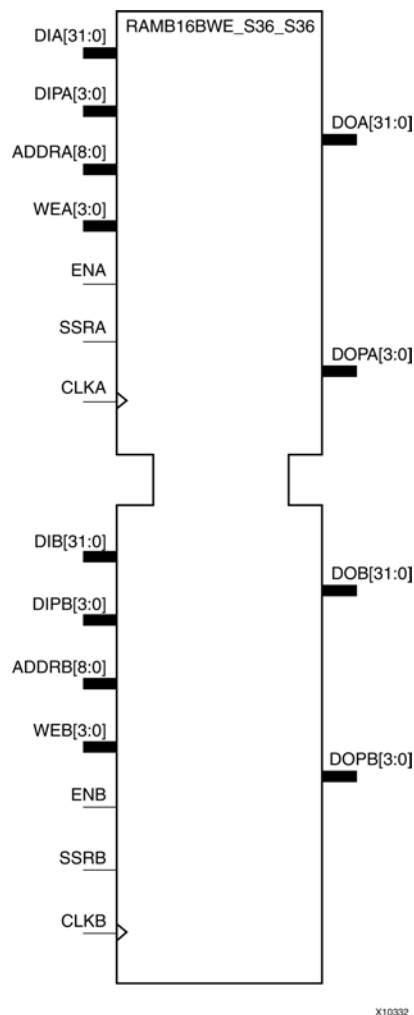 RAMB16BWE_S36_S36
DIA[31:0]
DIPA[3:0]
DOA[31:0]
ADDRA[8:0]
WEA[3:0]
ENA
SSRA
DOPA[3:0]
CLKA
DIB[31:0]
DOB[31:0]
DIPB[3:0]
ADDRB[8:0]
WEB[3:0]
DOPB[3:0]
ENB
SSRB
CLKB
X10332